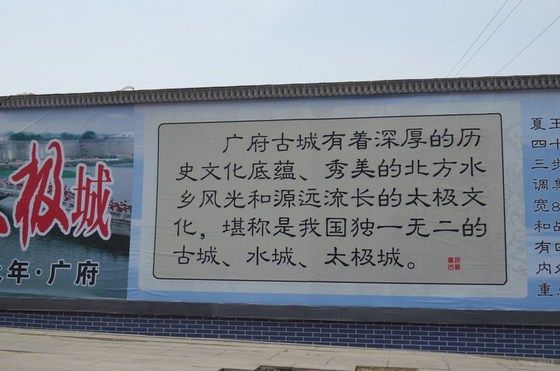 极城
年·广府
广府古城有着深厚的历
史文化底蕴、秀美的北方水
乡风光和源远流长的太极文
化，堪称是我国独一无二的
古城、水城、太极城。
夏王
四十
三步
调集
宽8
和战
有四
内
重